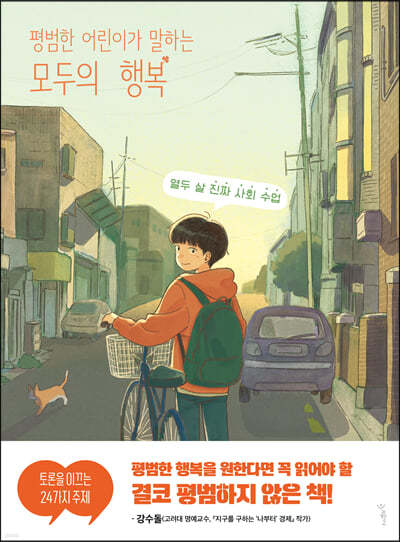 평범한 어린이가 말하는
모두의 행복
열두 살 진짜 사회 수업
토론을 이끄는
24가지 주제
평범한 행복을 원한다면 꼭 읽어야 할
결코 평범하지 않은 책!
- 강수돌(고려대 명예교수, 『지구를 구하는 '나부터' 경제』 작가)